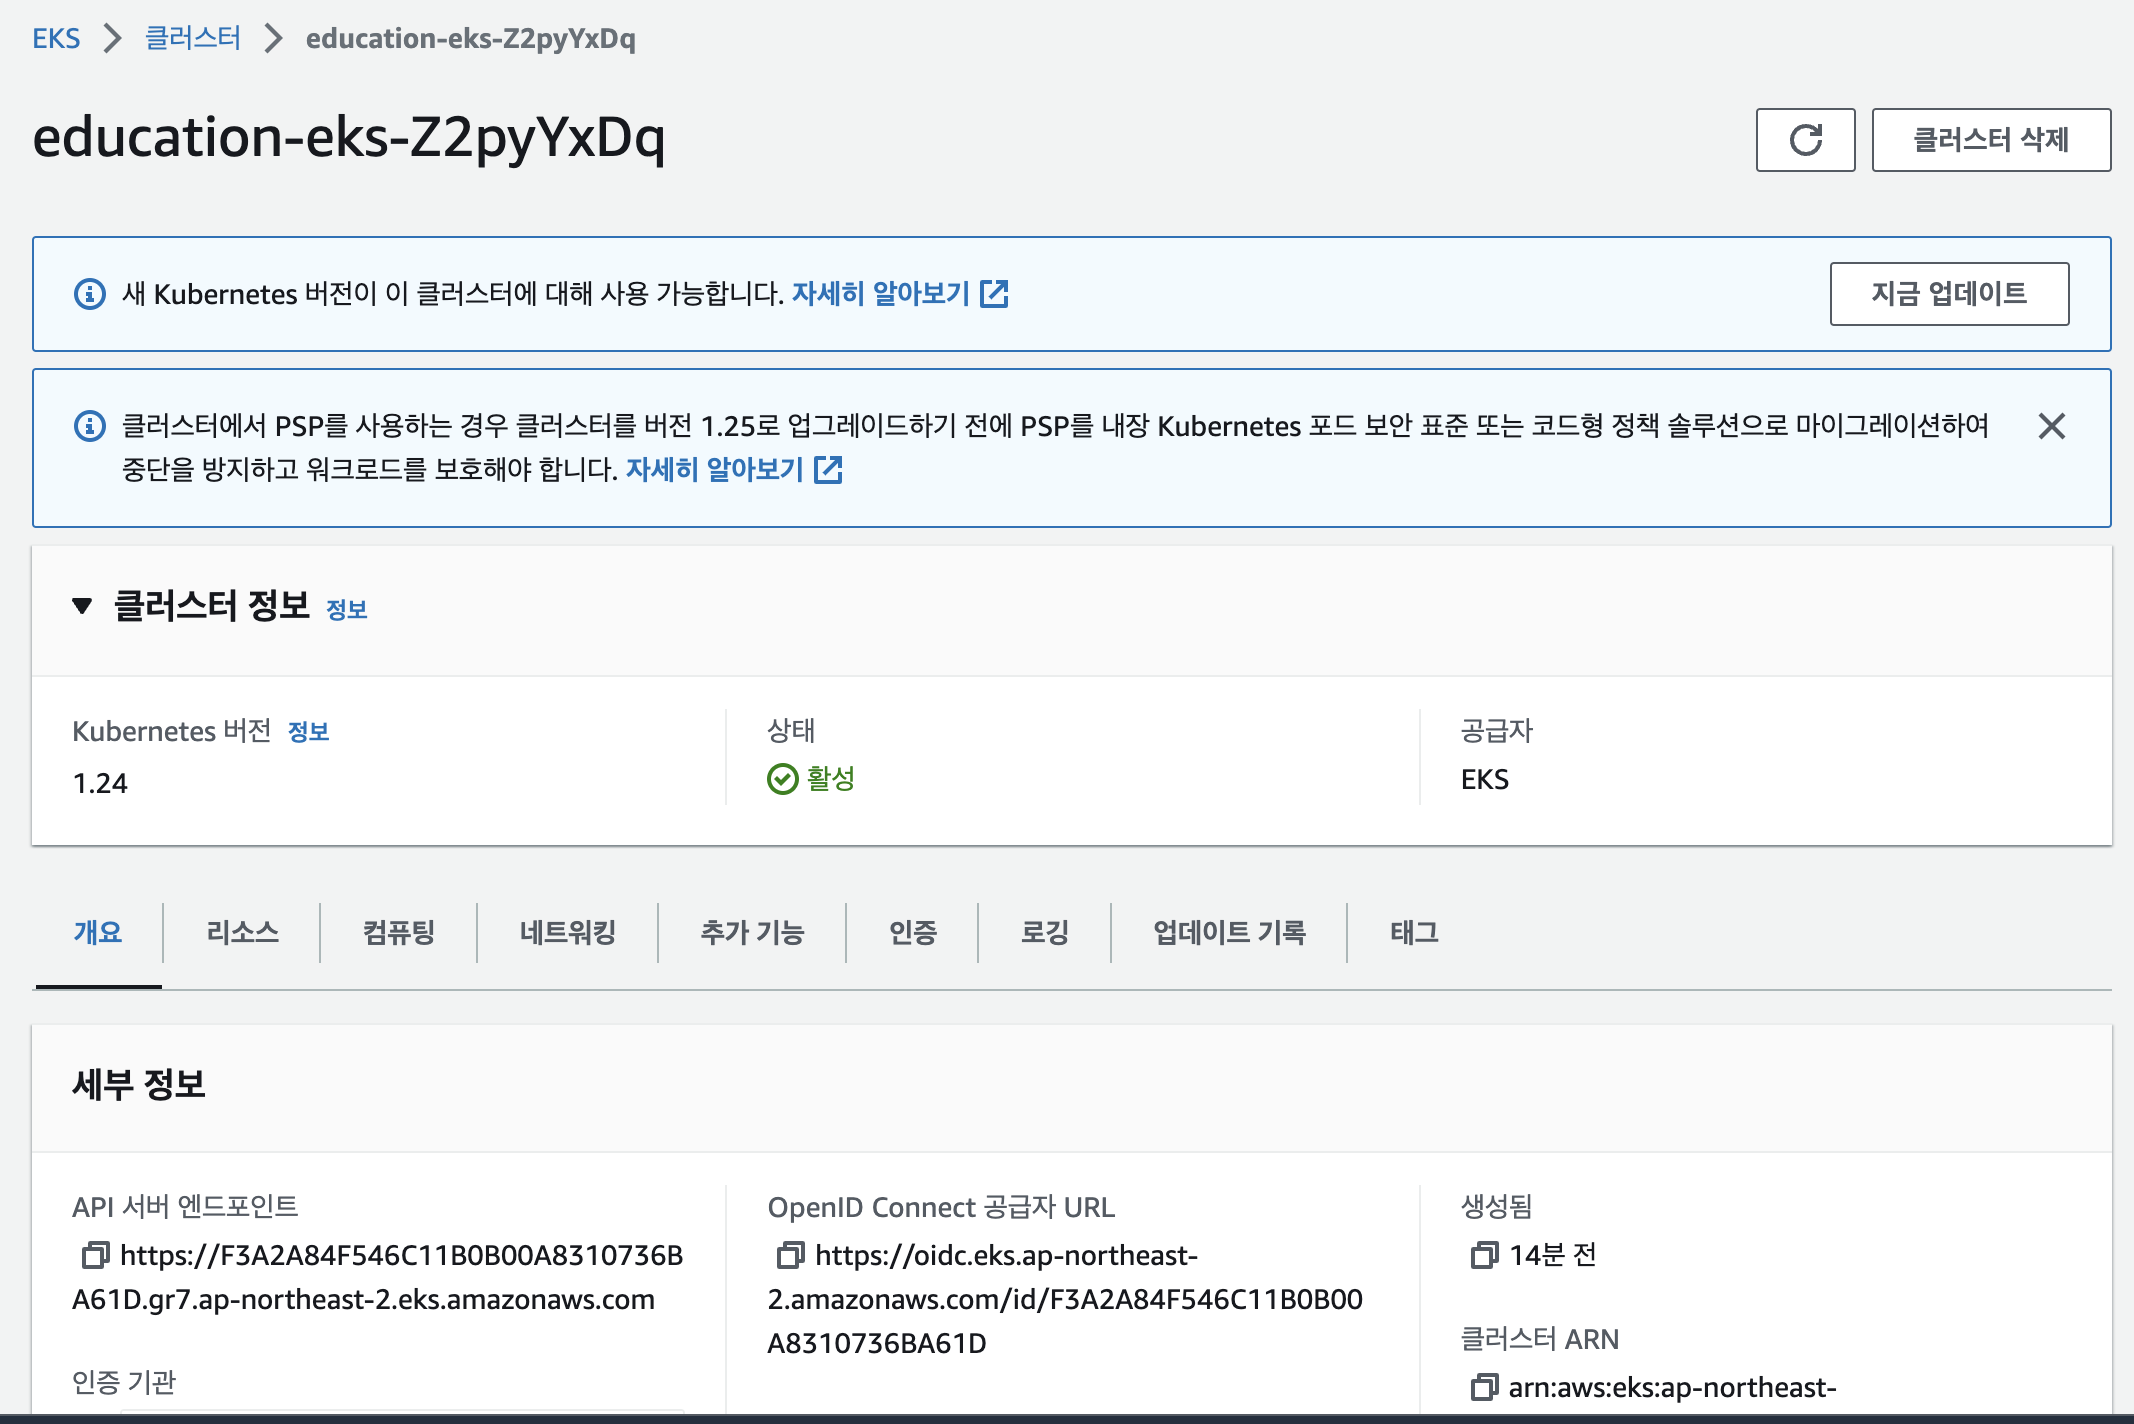 EKS > 클러스터 > education-eks-Z2pyYxDq
education-eks-Z2pyYxDq
클러스터 삭제
새 Kubernetes 버전이 이 클러스터에 대해 사용 가능합니다. 자세히 알아보기
지금 업데이트
클러스터에서 PSP를 사용하는 경우 클러스터를 버전 1.25로 업그레이드하기 전에 PSP를 내장 Kubernetes 포드 보안 표준 또는 코드형 정책 솔루션으로 마이그레이션하여
중단을 방지하고 워크로드를 보호해야 합니다. 자세히 알아보기
클러스터 정보 정보
Kubernetes 버전 정보
1.24
상태
활성
공급자
EKS
개요 리소스 컴퓨팅 네트워킹 추가 기능 인증 로깅 업데이트 기록 태그
세부 정보
API 서버 엔드포인트
https://F3A2A84F546C11B0B00A8310736B
A61D.gr7.ap-northeast-2.eks.amazonaws.com
인증 기관
OpenID Connect 공급자 URL
https://oidc.eks.ap-northeast-
2.amazonaws.com/id/F3A2A84F546C11B0B00
A8310736BA61D
생성됨
14분 전
클러스터 ARN
arn:aws:eks:ap-northeast-